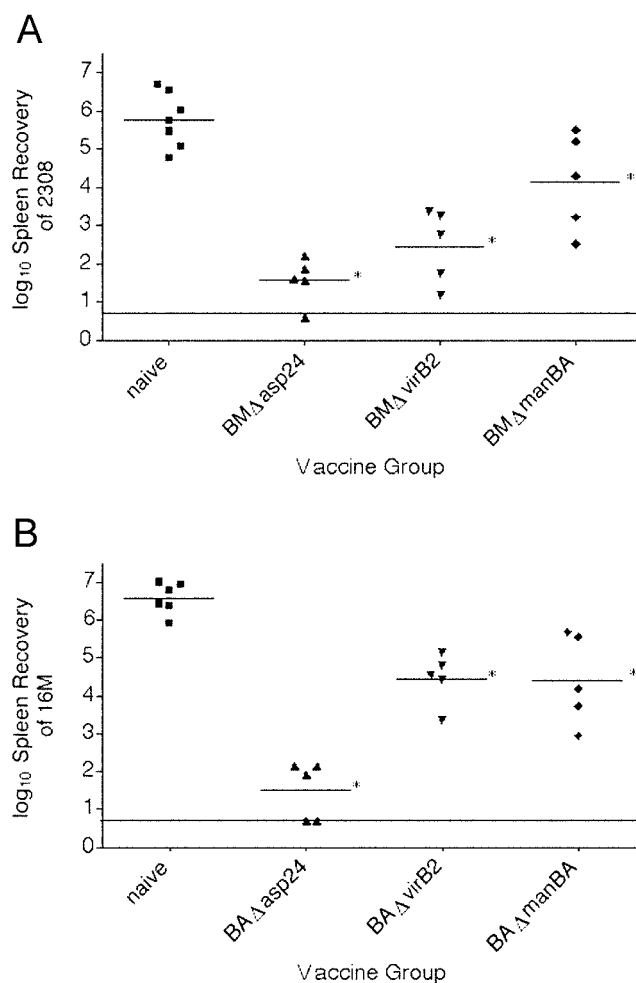 A
log10 Spleen Recovery
of 2308
7
6
5
4
3
2
1
0
*
*
*
naive
BMΔasp24
BMΔvirB2
BMΔmanBA
Vaccine Group
B
log10 Spleen Recovery
of 16M
7
6
5
4
3
2
1
0
*
*
*
naive
BAΔasp24
BAΔvirB2
BAΔmanBA
Vaccine Group